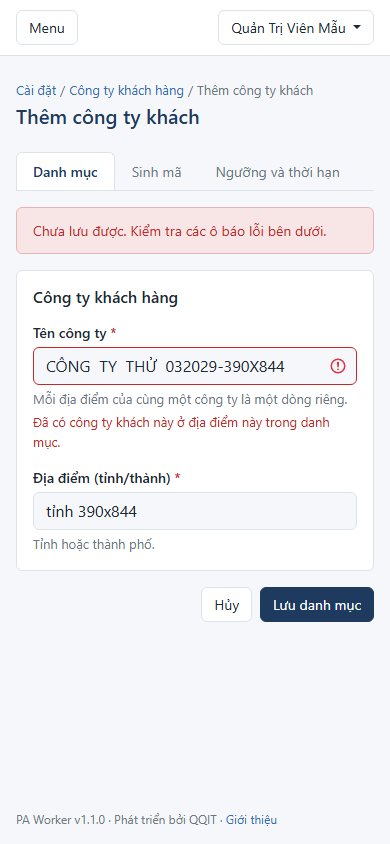 Menu
Quản Trị Viên Mẫu
Cài đặt / Công ty khách hàng / Thêm công ty khách
Thêm công ty khách
Danh mục
Sinh mã
Ngưỡng và thời hạn
Chưa lưu được. Kiểm tra các ô báo lỗi bên dưới.
Công ty khách hàng
Tên công ty *
CÔNG  TY  THỬ  032029-390X844
Mỗi địa điểm của cùng một công ty là một dòng riêng.
Đã có công ty khách này ở địa điểm này trong danh
mục.
Địa điểm (tỉnh/thành) *
tỉnh 390x844
Tỉnh hoặc thành phố.
Hủy
Lưu danh mục
PA Worker v1.1.0 · Phát triển bởi QQIT · Giới thiệu